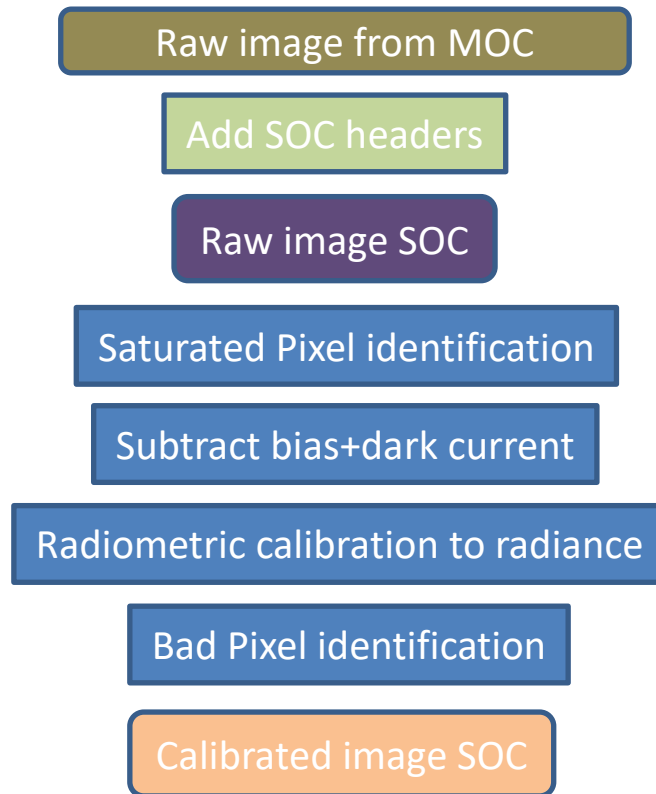 Raw image from MOC
Add SOC headers
Raw image SOC
Saturated Pixel identification
Subtract bias+dark current
Radiometric calibration to radiance
Bad Pixel identification
Calibrated image SOC